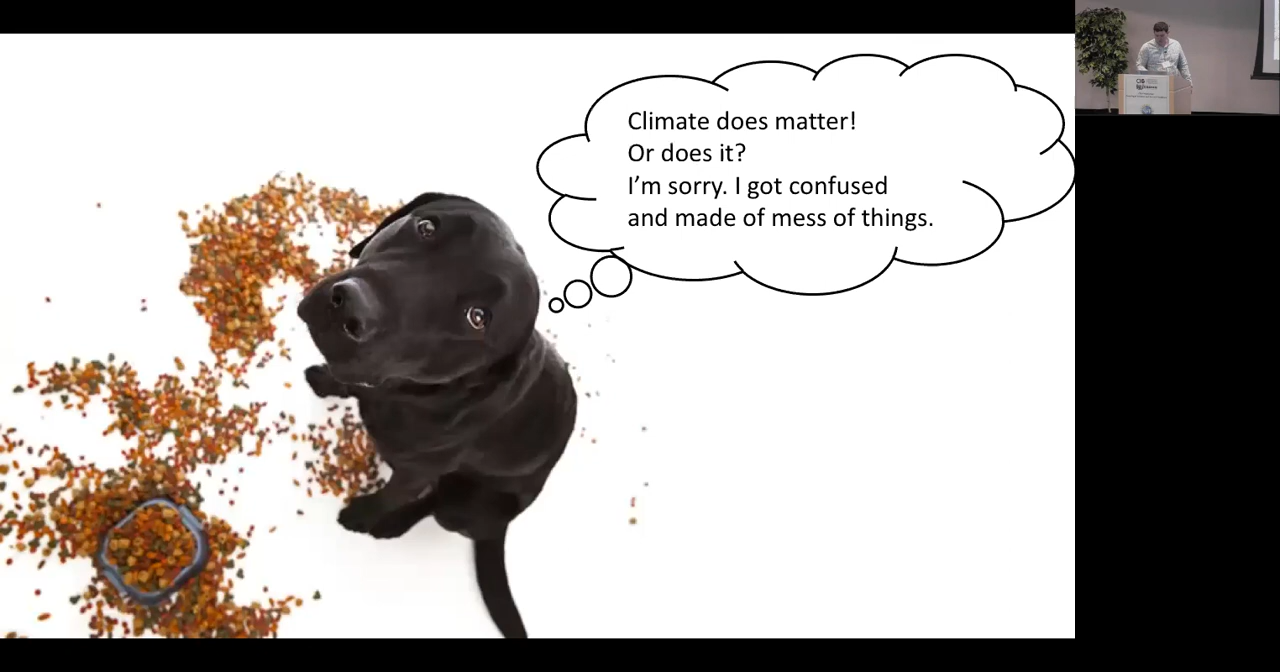 Climate does matter!
Or does it?
I’m sorry. I got confused
and made of mess of things.